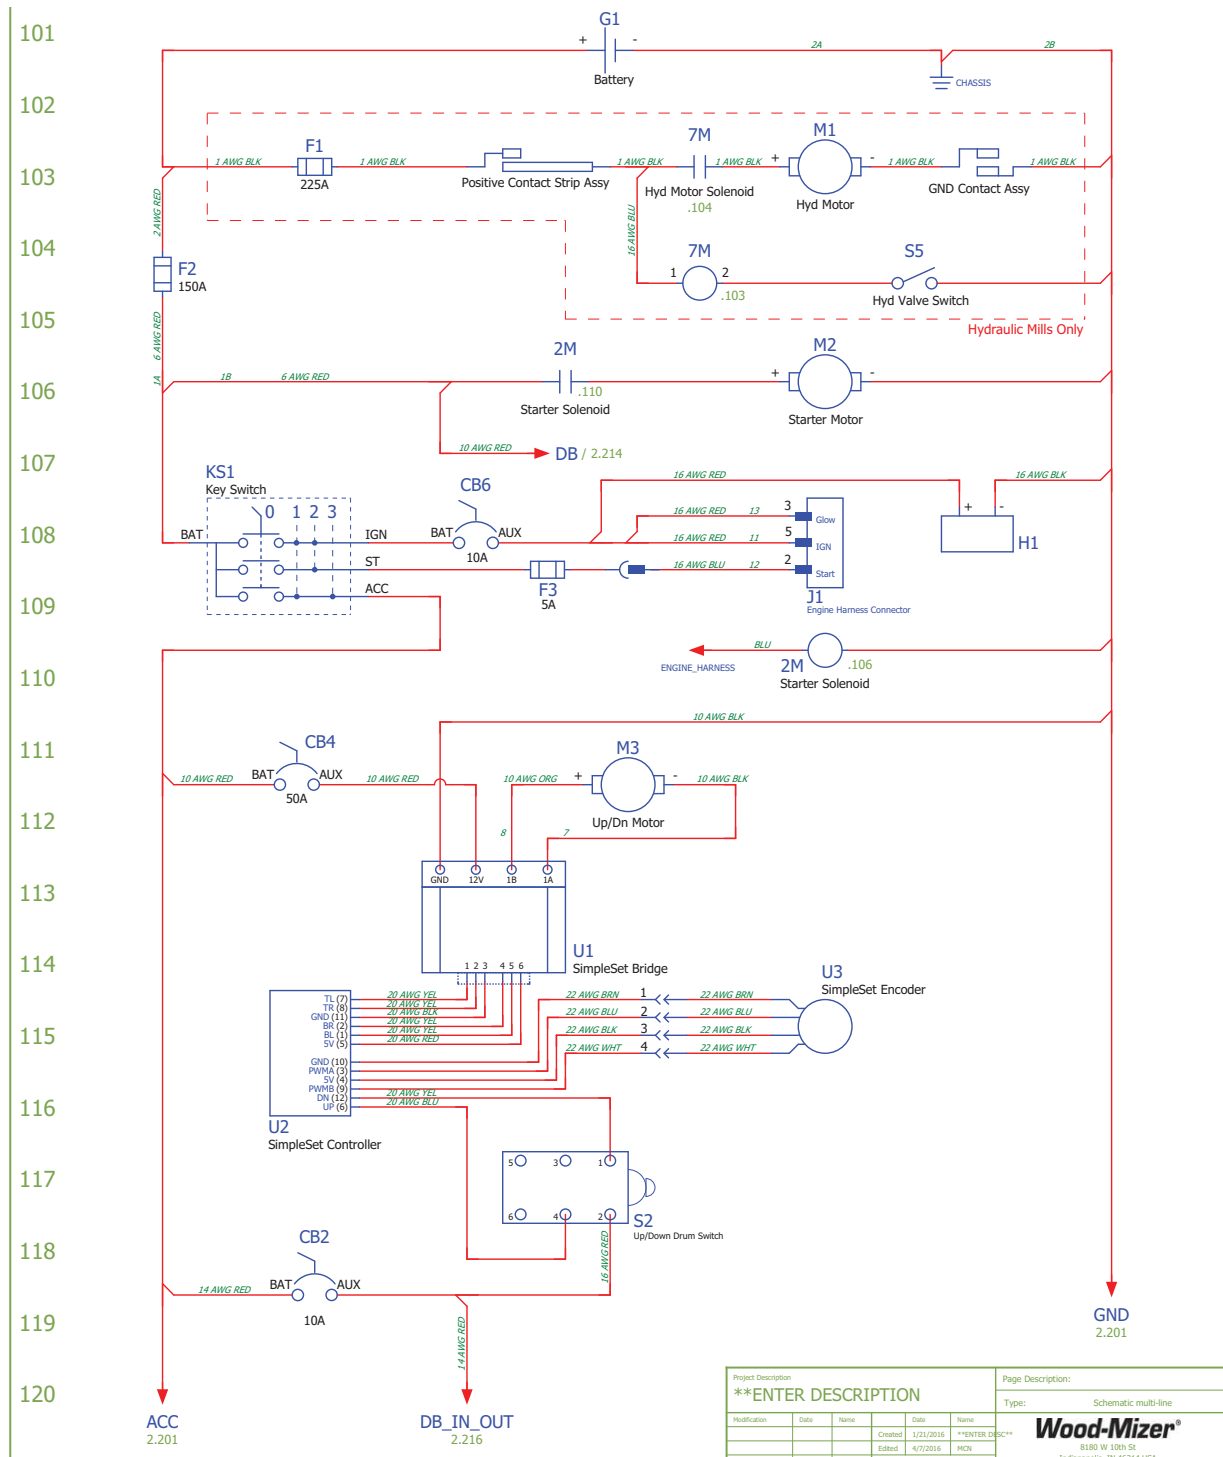 101
G1
+ -
2A
2B
Battery
CHASSIS
102
F1
7M
M1
1 AWG BLK
1 AWG BLK
1 AWG BLK
1 AWG BLK
+ -
1 AWG BLK
1 AWG BLK
103
225A
Positive Contact Strip Assy
Hyd Motor Solenoid
.104
Hyd Motor
GND Contact Assy
2 AWG RED
16 AWG BLU
104
F2
150A
7M
1 2
.103
S5
Hyd Valve Switch
105
Hydraulic Mills Only
6 AWG RED
1A
2M
M2
1B
6 AWG RED
+ -
106
.110
Starter Solenoid
Starter Motor
107
10 AWG RED
DB / 2.214
KS1
Key Switch
CB6
16 AWG RED
16 AWG BLK
0 1 2 3
108
BAT
IGN
BAT
AUX
10A
16 AWG RED 13
3
Glow
16 AWG RED 11
5
IGN
+ -
H1
ST
F3
5A
16 AWG BLU 12
2
Start
ACC
109
J1
Engine Harness Connector
BLU
ENGINE_HARNESS
2M
.106
Starter Solenoid
110
10 AWG BLK
111
CB4
M3
10 AWG RED
BAT
AUX
10 AWG RED
50A
10 AWG ORG
+ -
10 AWG BLK
Up/Dn Motor
112
8
7
113
GND 12V 1B 1A
114
U1
SimpleSet Bridge
1 2 3 4 5 6
U3
SimpleSet Encoder
TL (7)
20 AWG YEL
TR (8)
20 AWG YEL
GND (11)
20 AWG BLK
BR (2)
20 AWG YEL
BL (1)
20 AWG YEL
5V (5)
20 AWG RED
22 AWG BRN
1
22 AWG BRN
22 AWG BLU
2
22 AWG BLU
22 AWG BLK
3
22 AWG BLK
22 AWG WHT
4
22 AWG WHT
115
GND (10)
PWMA (3)
5V (4)
PWMB (9)
DN (12)
20 AWG YEL
UP (6)
20 AWG BLU
116
U2
SimpleSet Controller
117
5 3 1
6 4 2
S2
Up/Down Drum Switch
118
CB2
16 AWG RED
14 AWG RED
BAT
AUX
10A
119
14 AWG RED
GND
2.201
120
ACC
2.201
DB_IN_OUT
2.216
Project Description
**ENTER DESCRIPTION
Page Description:
Type: Schematic multi-line
Modification Date Name Date Name
Created 1/21/2016 **ENTER DESC**
Edited 4/7/2016 MCN
Wood-Mizer®
8180 W 10th St